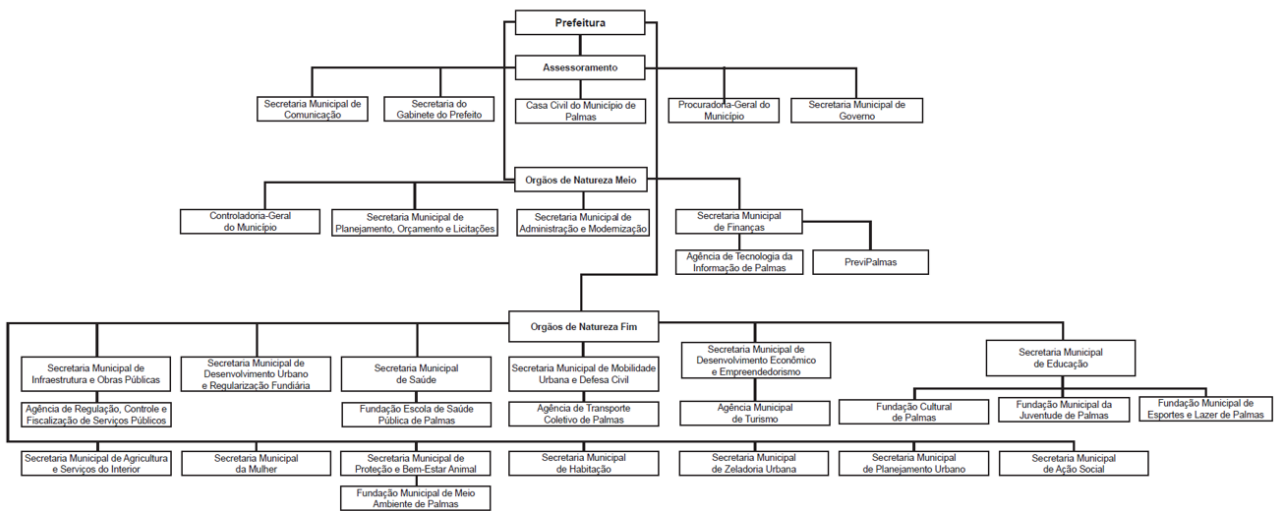 Prefeitura
Assessoramento
Secretaria Municipal de
Comunicação
Secretaria do
Gabinete do Prefeito
Casa Civil do Município de
Palmas
Procuradoria-Geral do
Município
Secretaria Municipal de
Governo
Orgãos de Natureza Meio
Controladoria-Geral
do Município
Secretaria Municipal de
Planejamento, Orçamento e Licitações
Secretaria Municipal de
Administração e Modernização
Secretaria Municipal
de Finanças
Agência de Tecnologia da
Informação de Palmas
PreviPalmas
Orgãos de Natureza Fim
Secretaria Municipal de
Infraestrutura e Obras Públicas
Secretaria Municipal de
Desenvolvimento Urbano
e Regularização Fundiária
Secretaria Municipal
de Saúde
Secretaria Municipal de Mobilidade
Urbana e Defesa Civil
Secretaria Municipal de
Desenvolvimento Econômico
e Empreendedorismo
Secretaria Municipal
de Educação
Agência de Regulação, Controle e
Fiscalização de Serviços Públicos
Fundação Escola de Saúde
Pública de Palmas
Agência de Transporte
Coletivo de Palmas
Agência Municipal
de Turismo
Fundação Cultural
de Palmas
Fundação Municipal da
Juventude de Palmas
Fundação Municipal de
Esportes e Lazer de Palmas
Secretaria Municipal de Agricultura
e Serviços do Interior
Secretaria Municipal
da Mulher
Secretaria Municipal de
Proteção e Bem-Estar Animal
Secretaria Municipal
de Habitação
Secretaria Municipal
de Zeladoria Urbana
Secretaria Municipal
de Planejamento Urbano
Secretaria Municipal
de Ação Social
Fundação Municipal de Meio
Ambiente de Palmas